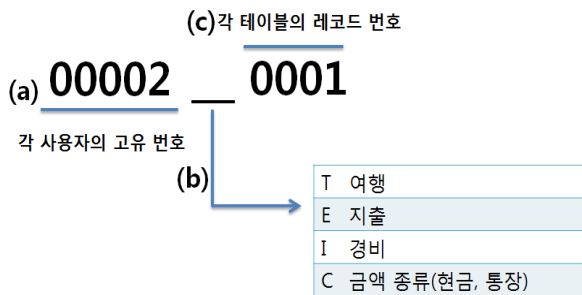 (c)각 테이블의 레코드 번호
(a) 00002 __ 0001
각 사용자의 고유 번호
(b)
T 여행
E 지출
I 경비
C 금액 종류(현금, 통장)